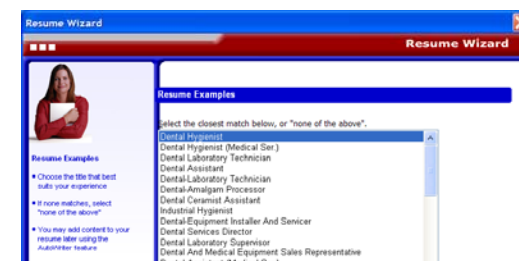 Resume Wizard
Resume Wizard
Resume Examples
Select the closest match below, or "none of the above".
Dental Hygienist
Dental Hygienist (Medical Ser.)
Dental Laboratory Technician
Dental Assistant
Dental-Laboratory Technician
Dental-Amalgam Processor
Dental Ceramist Assistant
Industrial Hygienist
Dental-Equipment Installer And Servicer
Dental Services Director
Dental Laboratory Supervisor
Dental And Medical Equipment Sales Representative
Resume Examples
Choose the title that best
suits your experience
If none matches, select
"none of the above"
You may add content to your
resume later using the
AutoWriter feature